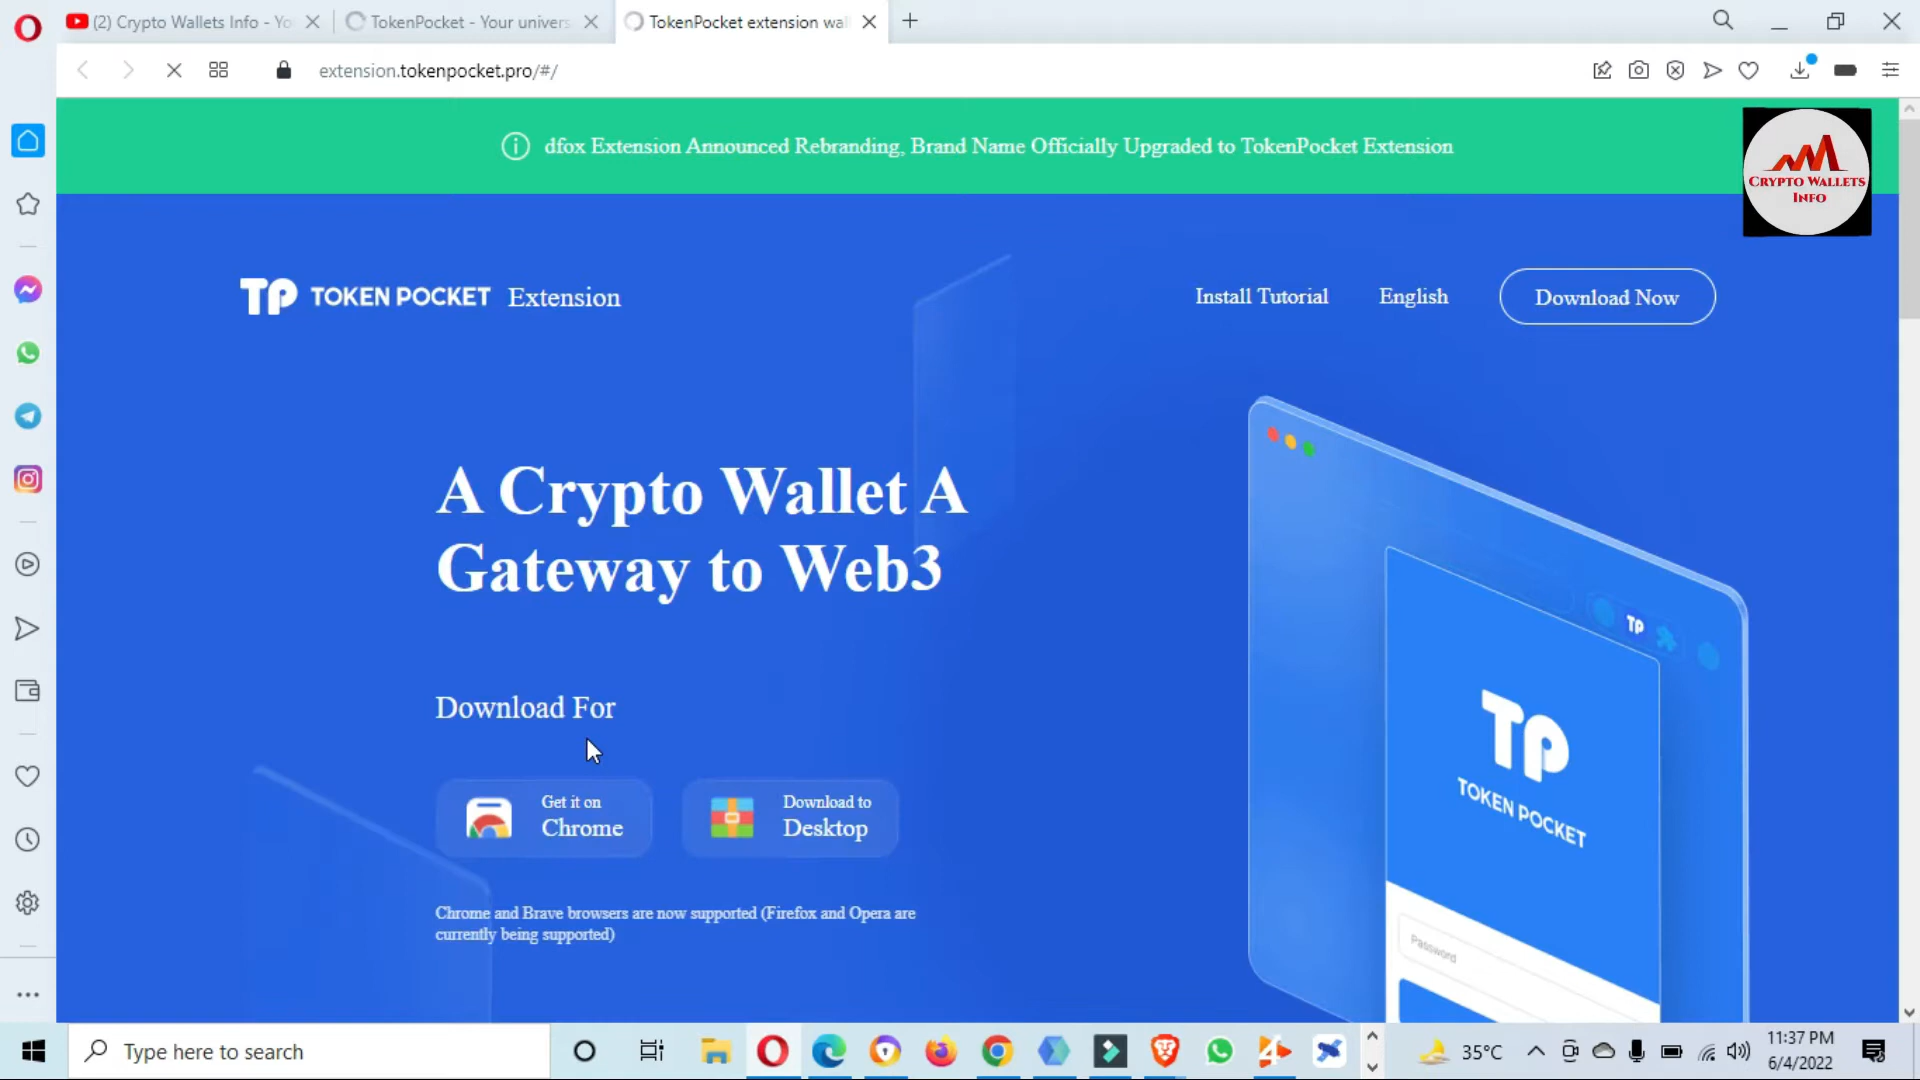 (2) Crypto Wallets Info - Yo
TokenPocket - Your univers
TokenPocket extension wal
extension.tokenpocket.pro/#/
dfox Extension Announced Rebranding, Brand Name Officially Upgraded to TokenPocket Extension
CRYPTO WALLETS
INFO
TP TOKEN POCKET Extension
Install Tutorial
English
Download Now
A Crypto Wallet A
Gateway to Web3
Download For
Get it on
Chrome
Download to
Desktop
Chrome and Brave browsers are now supported (Firefox and Opera are
currently being supported)
TP
TP
TOKEN POCKET
Password
Type here to search
35°C
11:37 PM
6/4/2022